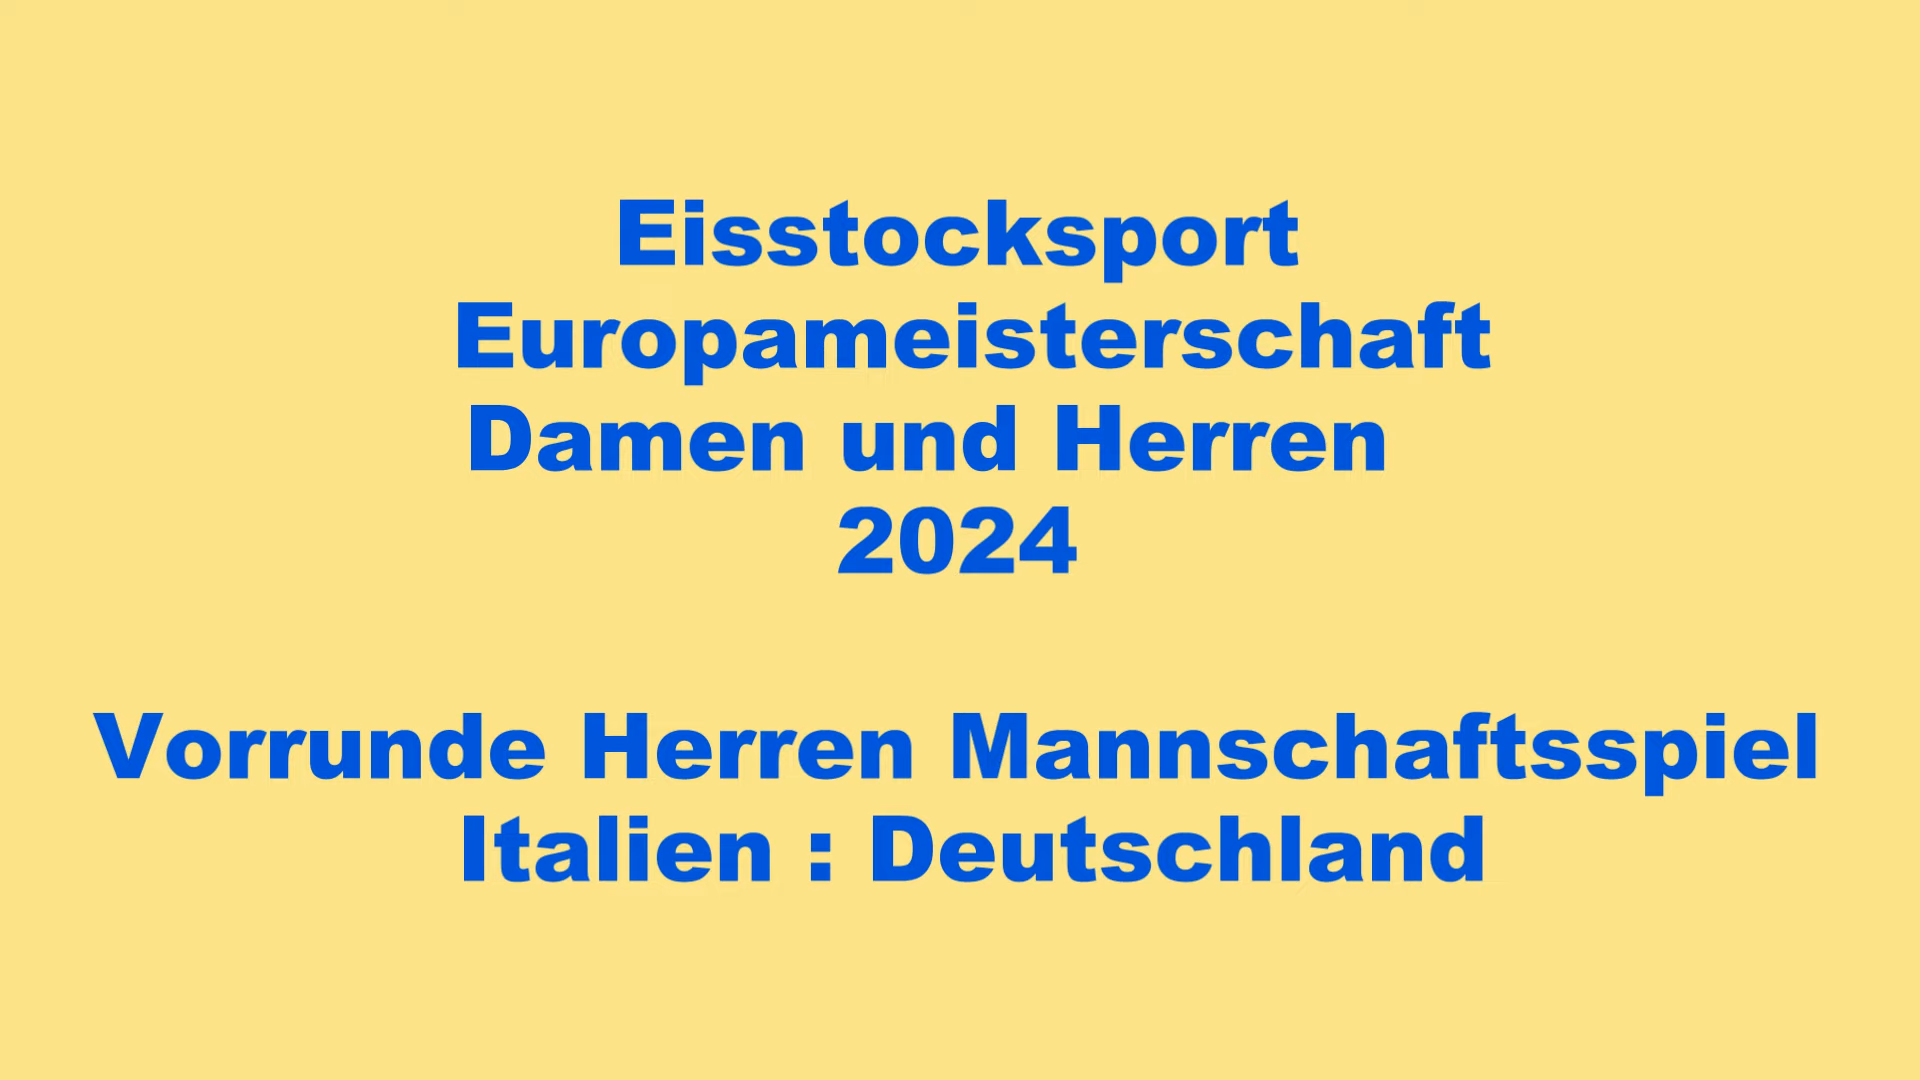 Eisstocksport
Europameisterschaft
Damen und Herren
2024
Vorrunde Herren Mannschaftsspiel
Italien : Deutschland